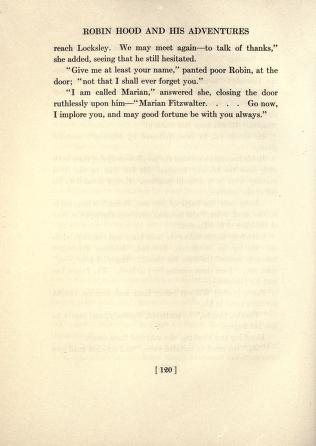 ROBIN HOOD AND HIS ADVENTURES
reach Locksley. We may meet again—to talk of thanks,"
she added, seeing that he still hesitated.
"Give me at least your name," panted poor Robin, at the
door; "not that I shall ever forget you."
"I am called Marian," answered she, closing the door
ruthlessly upon him—"Marian Fitzwalter. . . . Go now,
I implore you, and may good fortune be with you always."
[ 120 ]